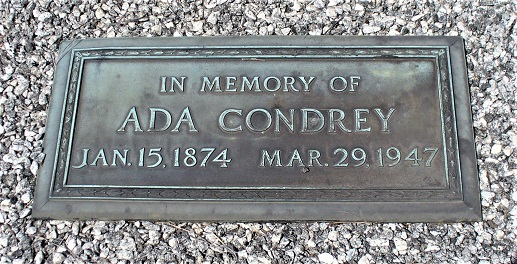 IN MEMORY OF
ADA CONDREY
JAN. 15, 1874 MAR. 29, 1947